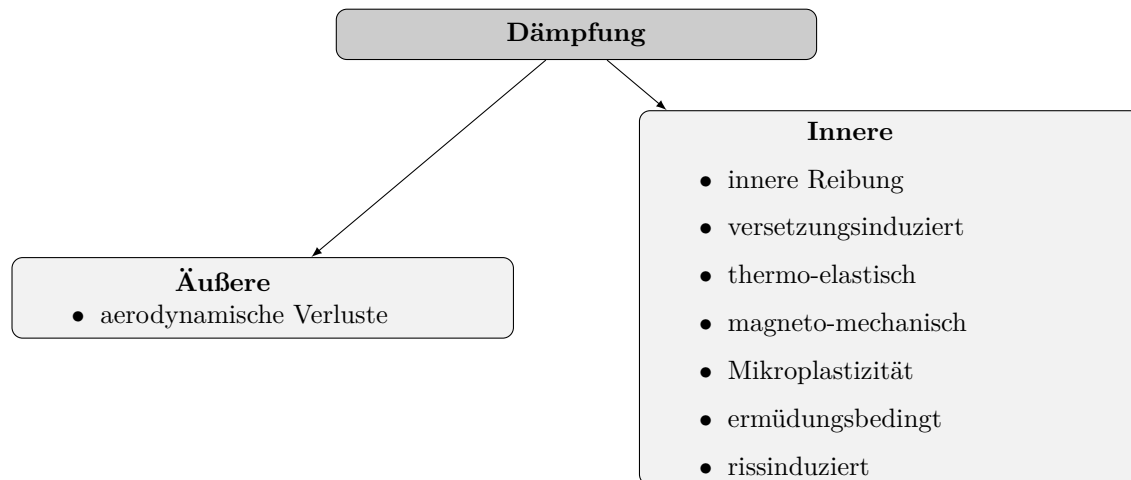 Dämpfung
Innere
• innere Reibung
• versetzungsinduziert
• thermo-elastisch
• magneto-mechanisch
• Mikroplastizität
• ermüdungsbedingt
• rissinduziert
Äußere
• aerodynamische Verluste